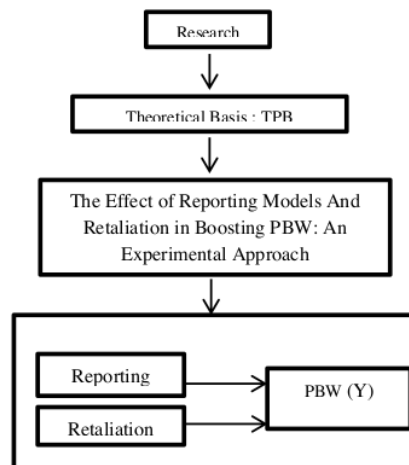 Research
Theoretical Basis : TPB
The Effect of Reporting Models And
Retaliation in Boosting PBW: An
Experimental Approach
Reporting
PBW (Y)
Retaliation